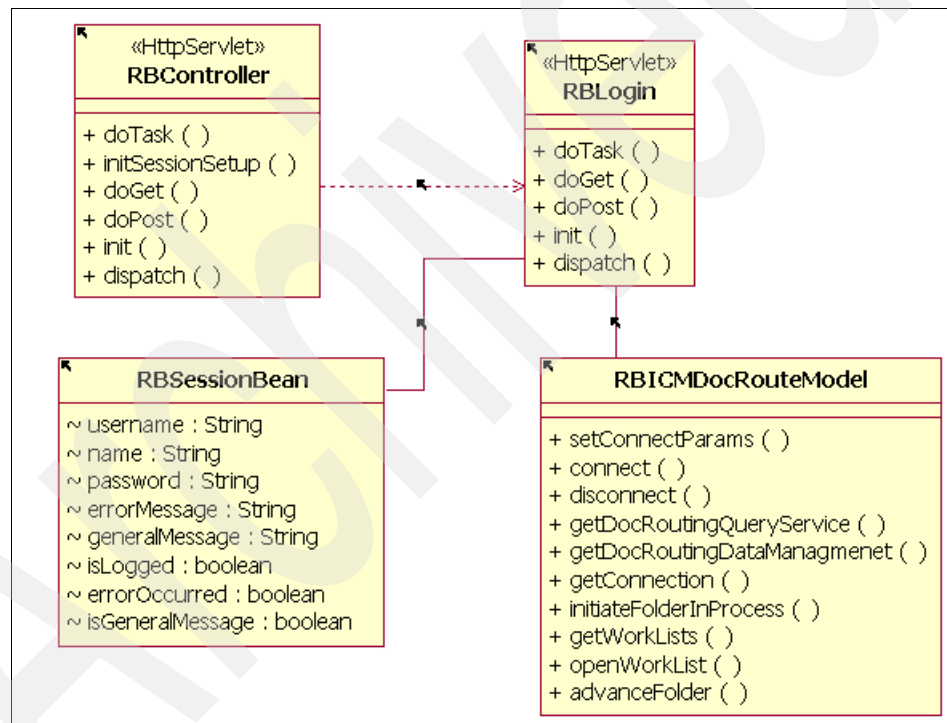 «HttpServlet»
RBController
+ doTask ( )
+ initSessionSetup ( )
+ doGet ( )
+ doPost ( )
+ init ( )
+ dispatch ( )
«HttpServlet»
RBLogin
+ doTask ( )
+ doGet ( )
+ doPost ( )
+ init ( )
+ dispatch ( )
RBSessionBean
~ username : String
~ name : String
~ password : String
~ errorMessage : String
~ generalMessage : String
~ isLogged : boolean
~ errorOccurred : boolean
~ isGeneralMessage : boolean
RBICMDocRouteModel
+ setConnectParams ( )
+ connect ( )
+ disconnect ( )
+ getDocRoutingQueryService ( )
+ getDocRoutingDataManagmenet ( )
+ getConnection ( )
+ initiateFolderInProcess ( )
+ getWorkLists ( )
+ openWorkList ( )
+ advanceFolder ( )
Archived